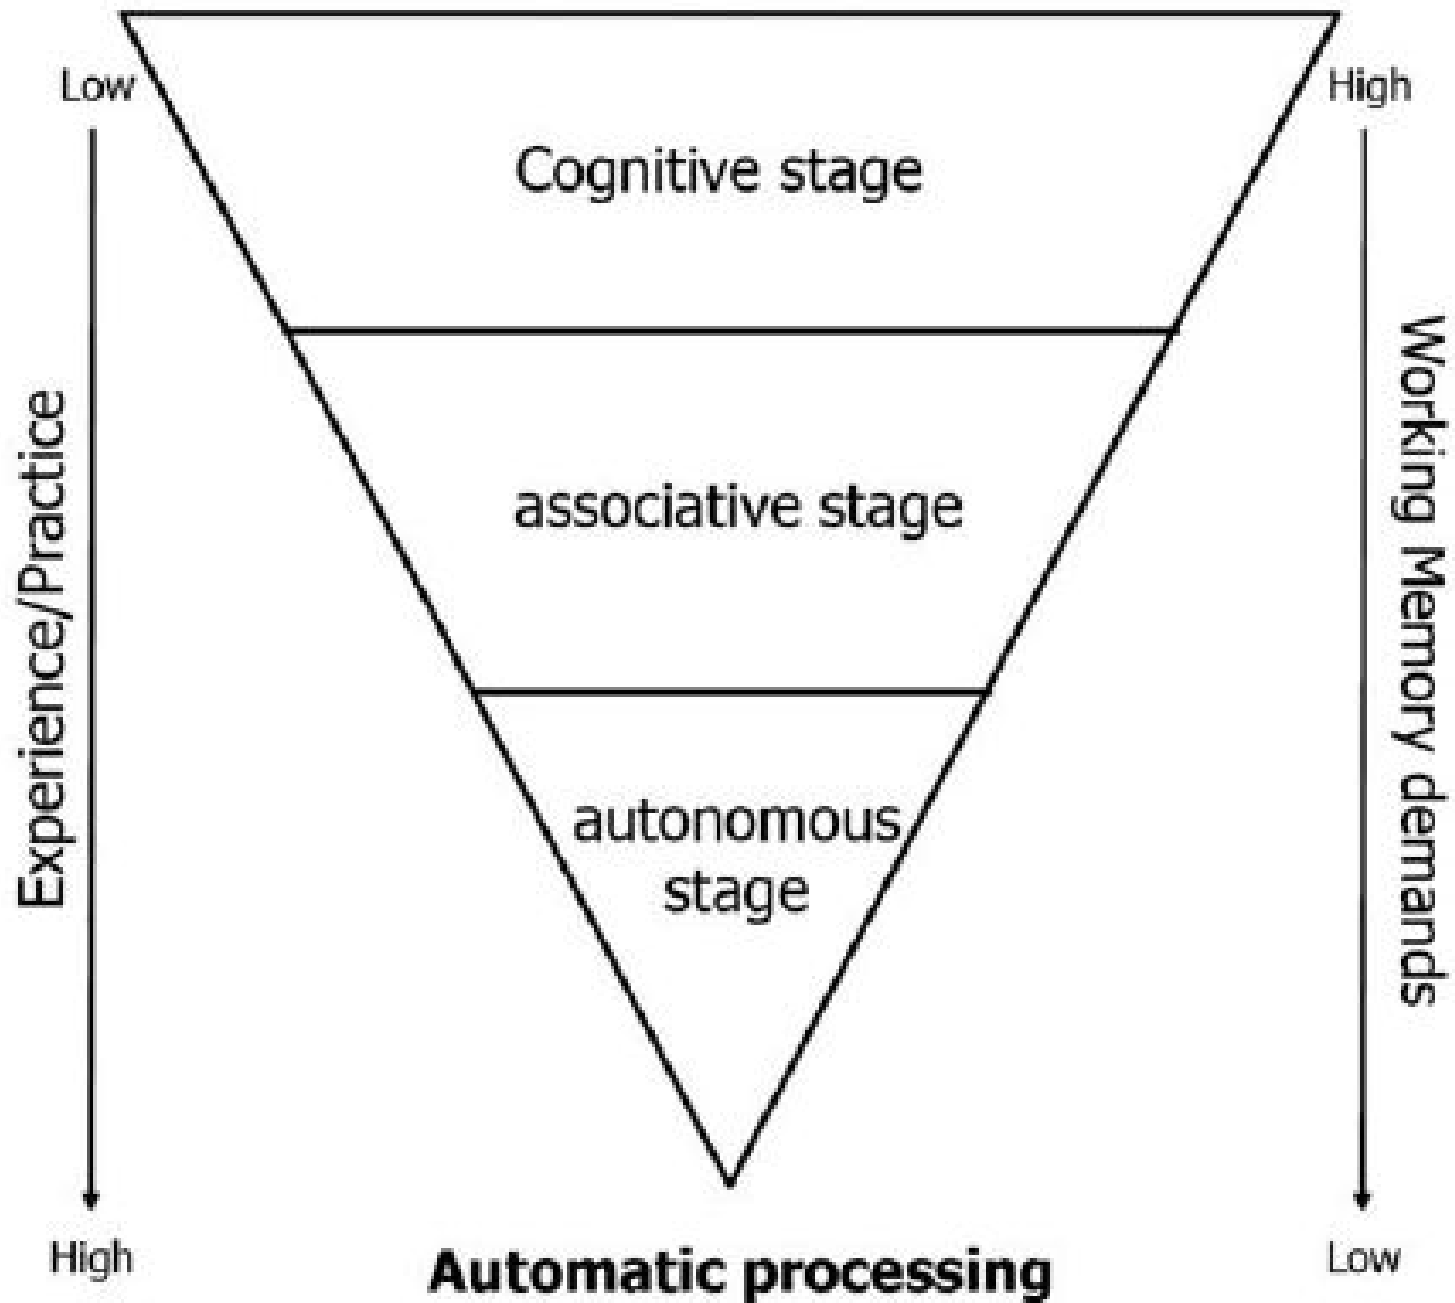 Low
High
Cognitive stage
Experience/Practice
associative stage
Working Memory demands
autonomous
stage
High
Automatic processing
Low